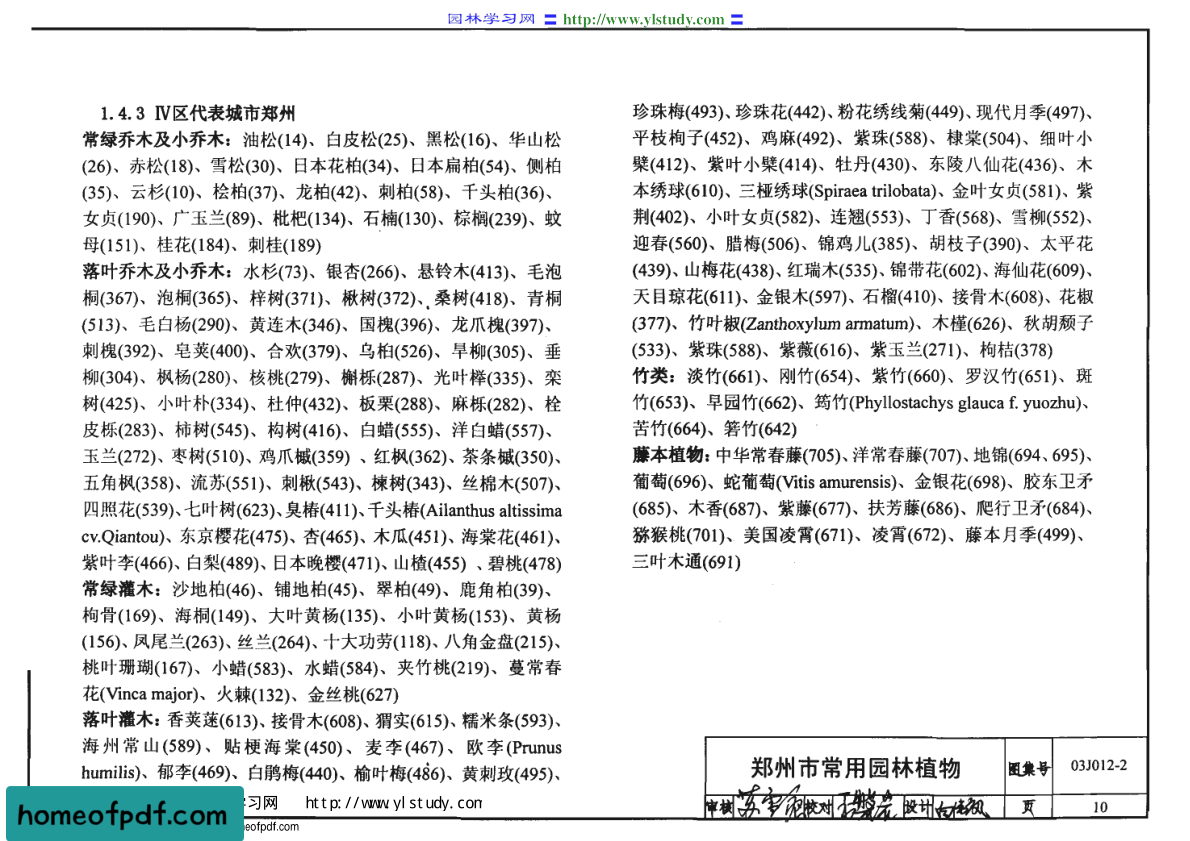 园林学习网 〓 http://www.ylstudy.com 〓
1.4.3 Ⅳ区代表城市郑州
常绿乔木及小乔木：油松(14)、白皮松(25)、黑松(16)、华山松
(26)、赤松(18)、雪松(30)、日本花柏(34)、日本扁柏(54)、侧柏
(35)、云杉(10)、桧柏(37)、龙柏(42)、刺柏(58)、千头柏(36)、
女贞(190)、广玉兰(89)、枇杷(134)、石楠(130)、棕榈(239)、蚊
母(151)、桂花(184)、刺桂(189)
落叶乔木及小乔木：水杉(73)、银杏(266)、悬铃木(413)、毛泡
桐(367)、泡桐(365)、梓树(371)、楸树(372)、桑树(418)、青桐
(513)、毛白杨(290)、黄连木(346)、国槐(396)、龙爪槐(397)、
刺槐(392)、皂荚(400)、合欢(379)、乌桕(526)、旱柳(305)、垂
柳(304)、枫杨(280)、核桃(279)、槲栎(287)、光叶榉(335)、栾
树(425)、小叶朴(334)、杜仲(432)、板栗(288)、麻栎(282)、栓
皮栎(283)、柿树(545)、构树(416)、白蜡(555)、洋白蜡(557)、
玉兰(272)、枣树(510)、鸡爪槭(359) 、红枫(362)、茶条槭(350)、
五角枫(358)、流苏(551)、刺楸(543)、楝树(343)、丝棉木(507)、
四照花(539)、七叶树(623)、臭椿(411)、千头椿(Ailanthus altissima
cv.Qiantou)、东京樱花(475)、杏(465)、木瓜(451)、海棠花(461)、
紫叶李(466)、白梨(489)、日本晚樱(471)、山楂(455) 、碧桃(478)
常绿灌木：沙地柏(46)、铺地柏(45)、翠柏(49)、鹿角柏(39)、
枸骨(169)、海桐(149)、大叶黄杨(135)、小叶黄杨(153)、黄杨
(156)、凤尾兰(263)、丝兰(264)、十大功劳(118)、八角金盘(215)、
桃叶珊瑚(167)、小蜡(583)、水蜡(584)、夹竹桃(219)、蔓常春
花(Vinca major)、火棘(132)、金丝桃(627)
落叶灌木：香荚蒾(613)、接骨木(608)、猬实(615)、糯米条(593)、
海州常山(589)、贴梗海棠(450)、麦李(467)、欧李(Prunus
humilis)、郁李(469)、白鹃梅(440)、榆叶梅(486)、黄刺玫(495)、
珍珠梅(493)、珍珠花(442)、粉花绣线菊(449)、现代月季(497)、
平枝栒子(452)、鸡麻(492)、紫珠(588)、棣棠(504)、细叶小
檗(412)、紫叶小檗(414)、牡丹(430)、东陵八仙花(436)、木
本绣球(610)、三桠绣球(Spiraea trilobata)、金叶女贞(581)、紫
荆(402)、小叶女贞(582)、连翘(553)、丁香(568)、雪柳(552)、
迎春(560)、腊梅(506)、锦鸡儿(385)、胡枝子(390)、太平花
(439)、山梅花(438)、红瑞木(535)、锦带花(602)、海仙花(609)、
天目琼花(611)、金银木(597)、石榴(410)、接骨木(608)、花椒
(377)、竹叶椒(Zanthoxylum armatum)、木槿(626)、秋胡颓子
(533)、紫珠(588)、紫薇(616)、紫玉兰(271)、枸桔(378)
竹类：淡竹(661)、刚竹(654)、紫竹(660)、罗汉竹(651)、斑
竹(653)、早园竹(662)、筠竹(Phyllostachys glauca f. yuozhu)、
苦竹(664)、箬竹(642)
藤本植物：中华常春藤(705)、洋常春藤(707)、地锦(694、695)、
葡萄(696)、蛇葡萄(Vitis amurensis)、金银花(698)、胶东卫矛
(685)、木香(687)、紫藤(677)、扶芳藤(686)、爬行卫矛(684)、
猕猴桃(701)、美国凌霄(671)、凌霄(672)、藤本月季(499)、
三叶木通(691)
郑州市常用园林植物 图集号 03J012-2
审核 校对 设计 页 10
习网 http://www.ylstudy.com
homeofpdf.com
eofpdf.com